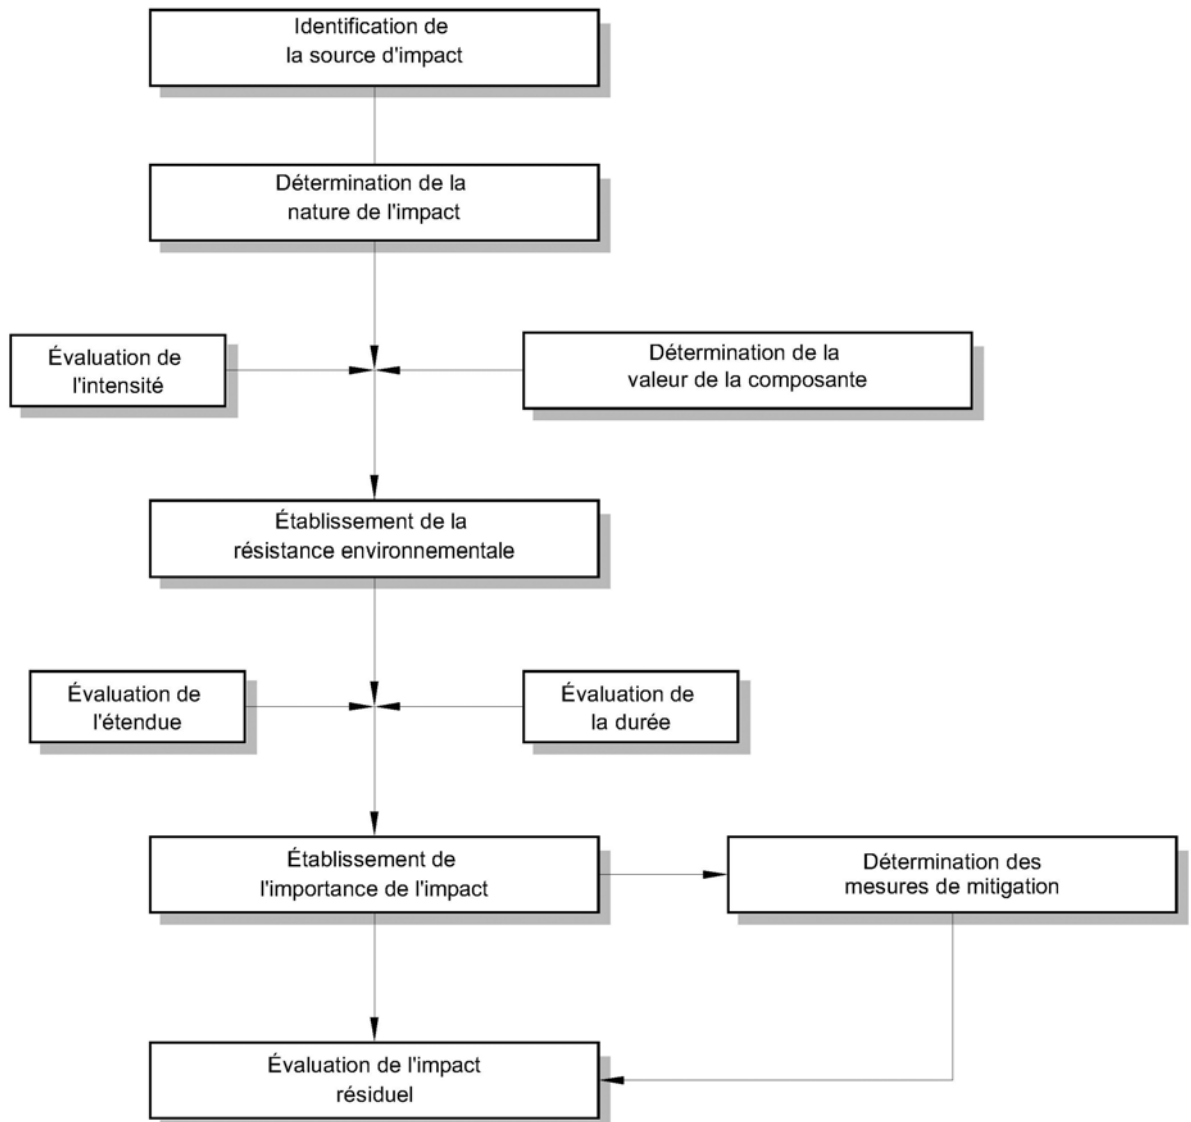 Identification de
la source d'impact
Détermination de la
nature de l'impact
Évaluation de
l'intensité
Détermination de la
valeur de la composante
Établissement de la
résistance environnementale
Évaluation de
l'étendue
Évaluation de
la durée
Établissement de
l'importance de l'impact
Détermination des
mesures de mitigation
Évaluation de l'impact
résiduel